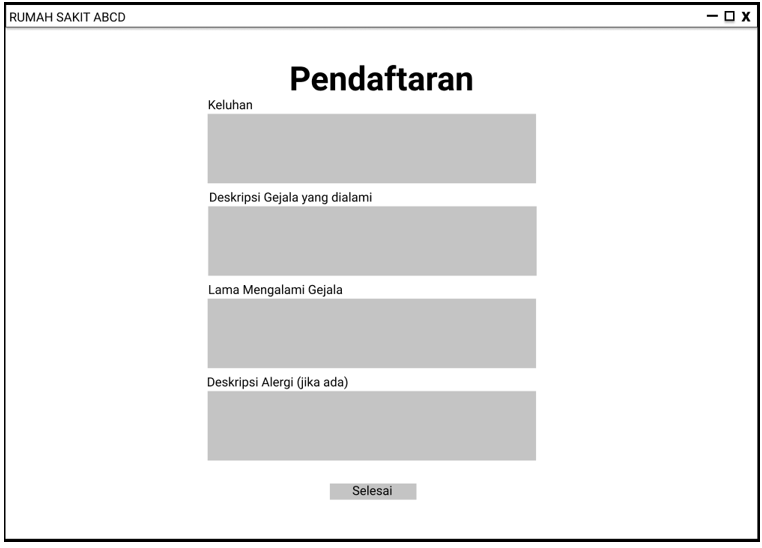 RUMAH SAKIT ABCD
Pendaftaran
Keluhan
Deskripsi Gejala yang dialami
Lama Mengalami Gejala
Deskripsi Alergi (jika ada)
Selesai